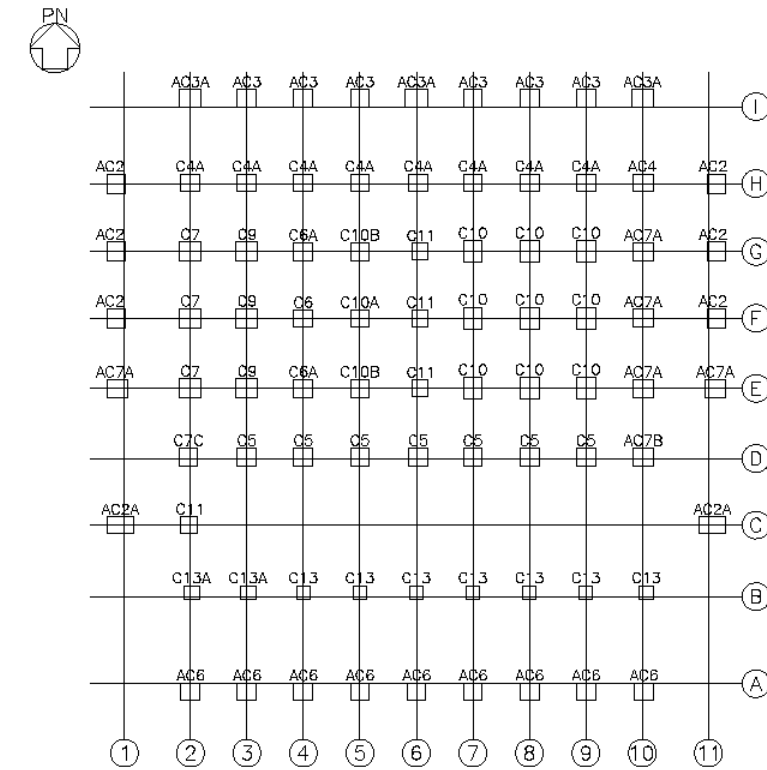 PN
AC3A AC3 AC3 AC3 AC3A AC3 AC3 AC3 AC3A
I
AC2 C4A C4A C4A C4A C4A C4A C4A C4A AC4 AC2
H
AC2 C7 C9 C6A C10B C11 C10 C10 C10 AC7A AC2
G
AC2 C7 C9 C6 C10A C11 C10 C10 C10 AC7A AC2
F
AC7A C7 C9 C6A C10B C11 C10 C10 C10 AC7A AC7A
E
C7C C5 C5 C5 C5 C5 C5 C5 AC7B
D
AC2A C11 AC2A
C
C13A C13A C13 C13 C13 C13 C13 C13 C13
B
AC6 AC6 AC6 AC6 AC6 AC6 AC6 AC6 AC6
A
1 2 3 4 5 6 7 8 9 10 11